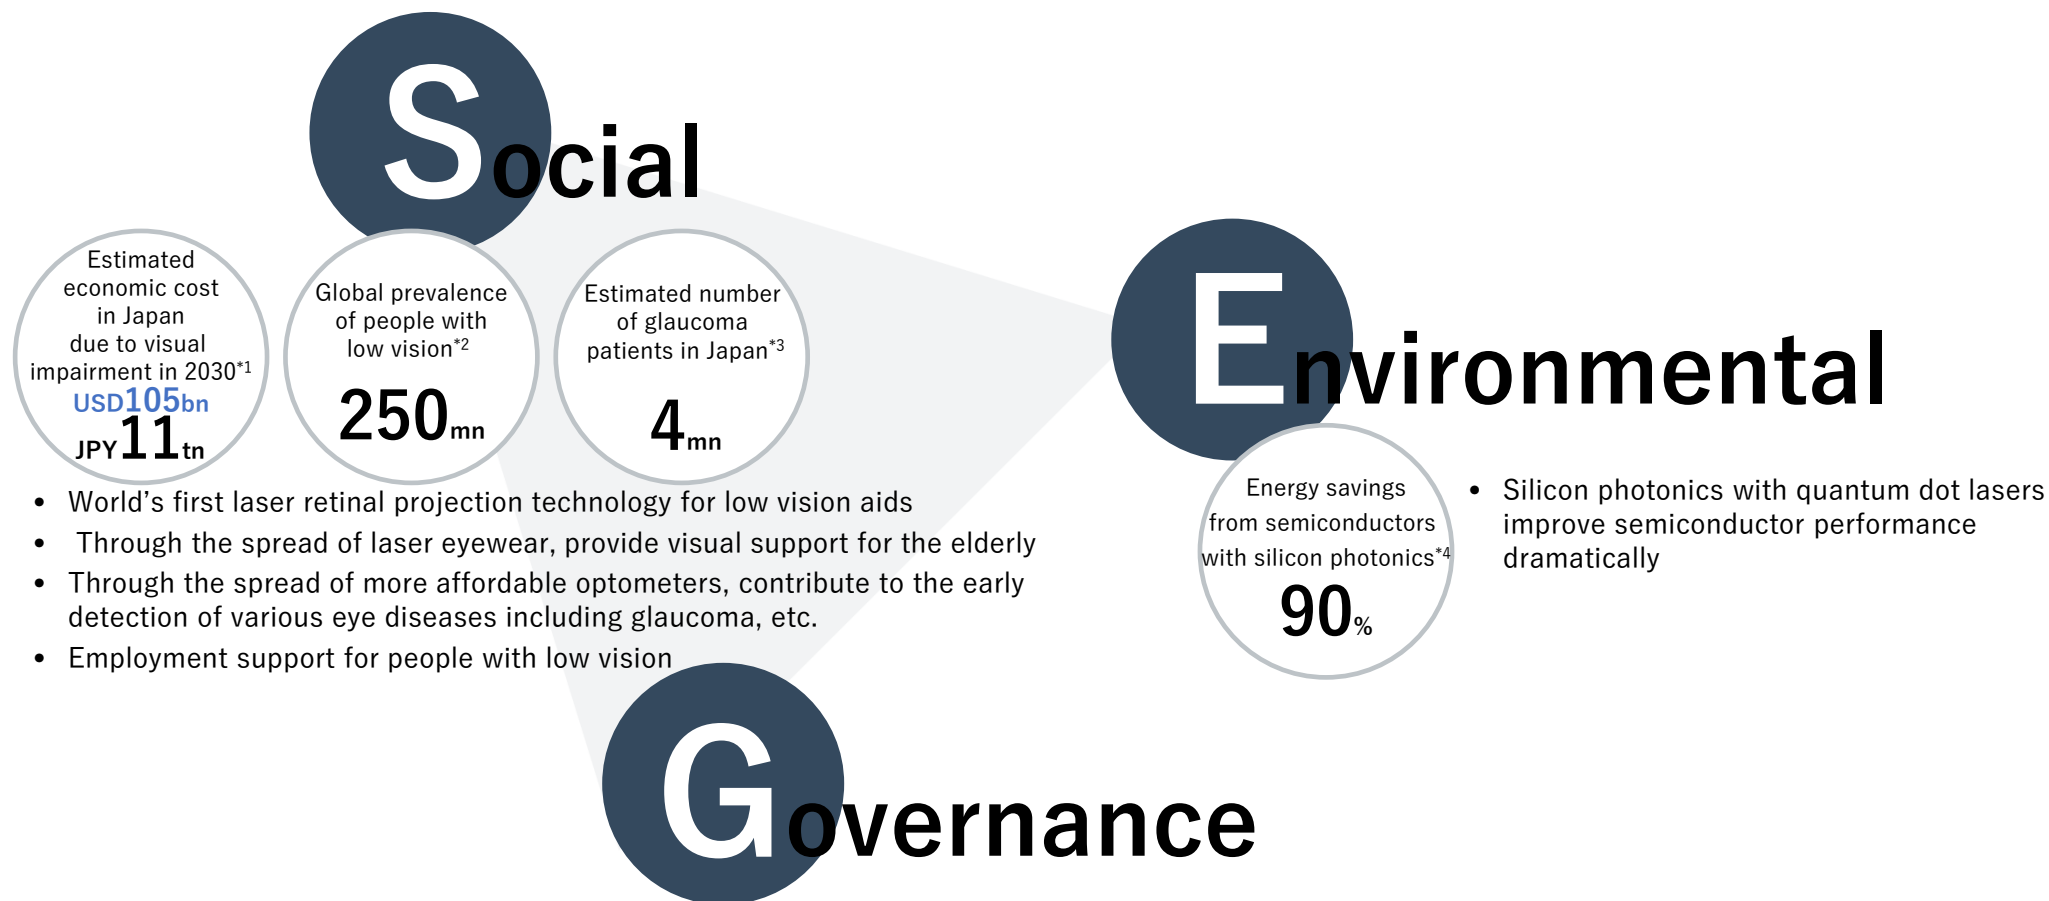 Social
Estimated
economic cost
in Japan
due to visual
impairment in 2030*1
USD105bn
JPY11tn
Global prevalence
of people with
low vision*2
250mn
Estimated number
of glaucoma
patients in Japan*3
4mn
• World’s first laser retinal projection technology for low vision aids
• Through the spread of laser eyewear, provide visual support for the elderly
• Through the spread of more affordable optometers, contribute to the early
detection of various eye diseases including glaucoma, etc.
• Employment support for people with low vision
Environmental
Energy savings
from semiconductors
with silicon photonics*4
90%
• Silicon photonics with quantum dot lasers
improve semiconductor performance
dramatically
Governance